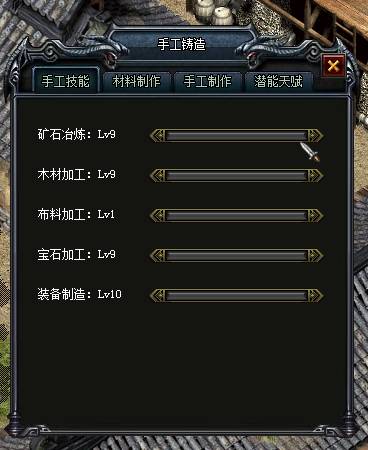 手工铸造
手工技能 材料制作 手工制作 潜能天赋
矿石冶炼：Lv9
木材加工：Lv9
布料加工：Lv1
宝石加工：Lv9
装备制造：Lv10